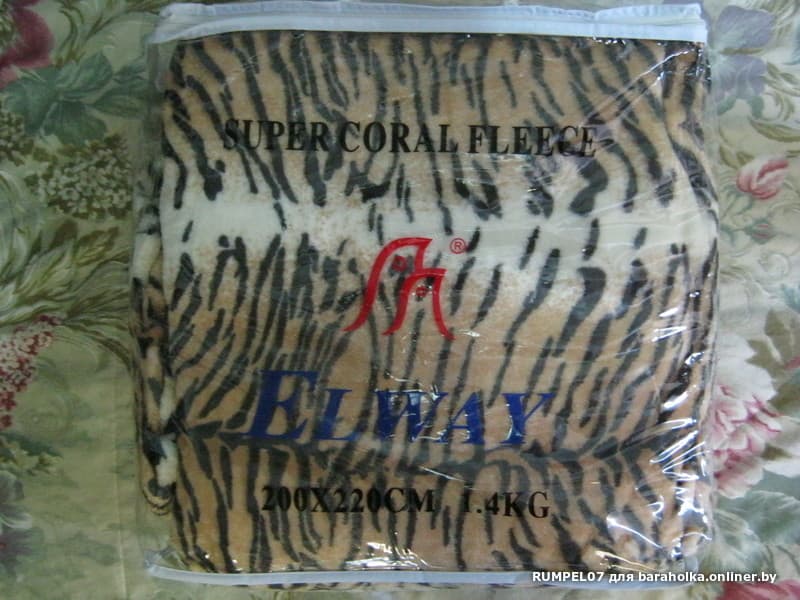 SUPER CORAL FLEECE
®
ELWAY
200X220CM 1.4KG
RUMPEL07 для baraholka.onliner.by